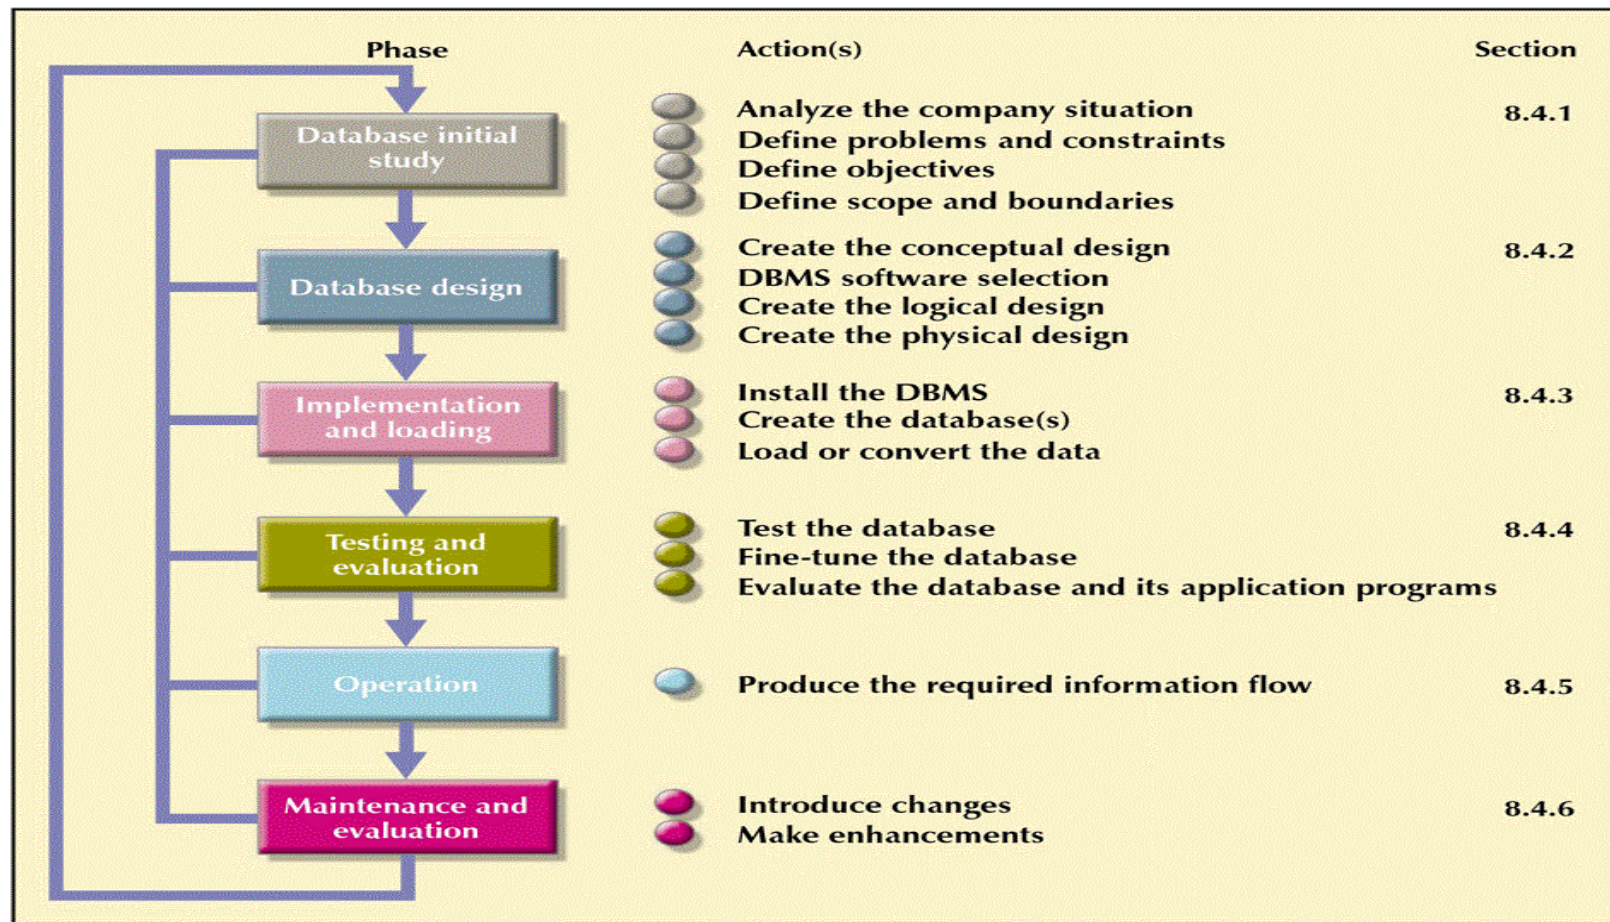 Phase Action(s) Section
Database initial
study
Analyze the company situation 8.4.1
Define problems and constraints
Define objectives
Define scope and boundaries
Database design
Create the conceptual design 8.4.2
DBMS software selection
Create the logical design
Create the physical design
Implementation
and loading
Install the DBMS 8.4.3
Create the database(s)
Load or convert the data
Testing and
evaluation
Test the database 8.4.4
Fine-tune the database
Evaluate the database and its application programs
Operation
Produce the required information flow 8.4.5
Maintenance and
evaluation
Introduce changes 8.4.6
Make enhancements